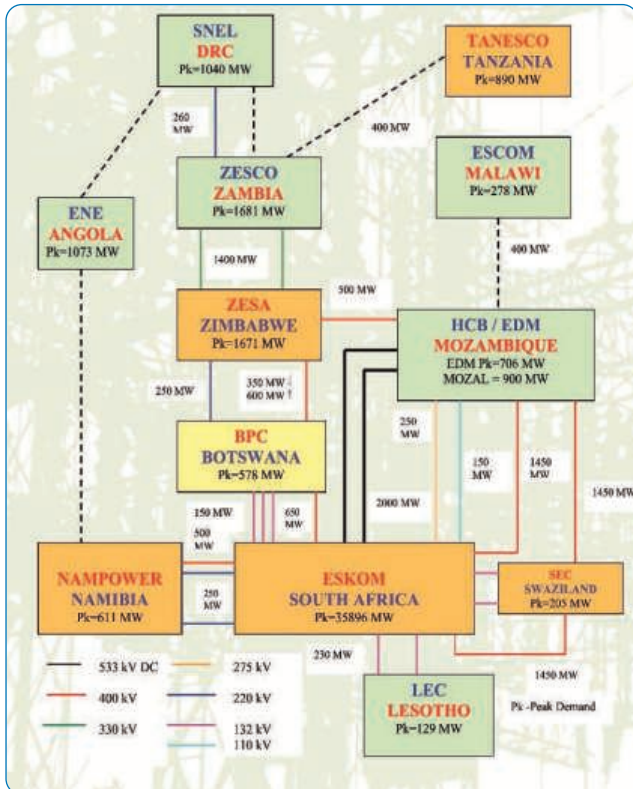 SNEL
DRC
Pk=1040 MW
TANESCO
TANZANIA
Pk=890 MW
260
MW
400 MW
ZESCO
ZAMBIA
Pk=1681 MW
ESCOM
MALAWI
Pk=278 MW
ENE
ANGOLA
Pk=1073 MW
1400 MW
400 MW
500 MW
ZESA
ZIMBABWE
Pk=1671 MW
HCB / EDM
MOZAMBIQUE
EDM Pk=706 MW
MOZAL = 900 MW
250 MW
350 MW ↓
600 MW ↑
BPC
BOTSWANA
Pk=578 MW
250
MW
150
MW
1450
MW
1450 MW
150 MW
650
MW
2000 MW
500
MW
NAMPOWER
NAMIBIA
Pk=611 MW
250
MW
ESKOM
SOUTH AFRICA
Pk=35896 MW
SEC
SWAZILAND
Pk=205 MW
230 MW
1450 MW
LEC
LESOTHO
Pk=129 MW
Pk -Peak Demand
533 kV DC
275 kV
400 kV
220 kV
330 kV
132 kV
110 kV